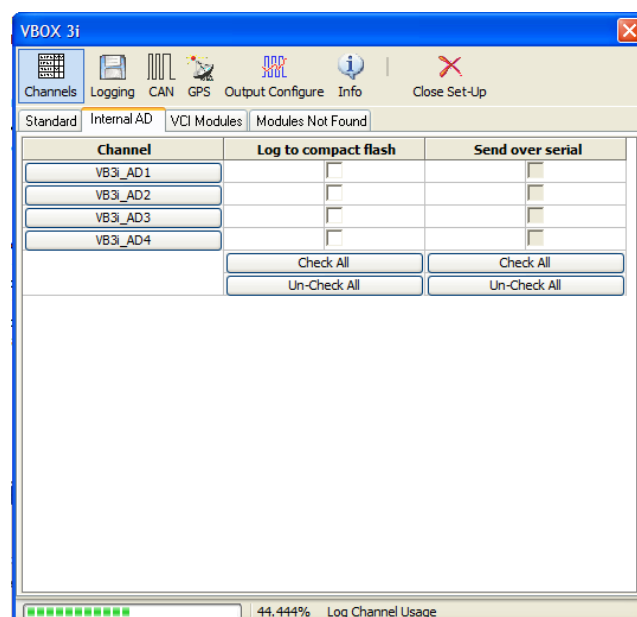 VBOX 3i
Channels Logging CAN GPS Output Configure Info Close Set-Up
Standard Internal AD VCI Modules Modules Not Found
Channel Log to compact flash Send over serial
VB3i_AD1
VB3i_AD2
VB3i_AD3
VB3i_AD4
Check All Check All
Un-Check All Un-Check All
44.444% Log Channel Usage